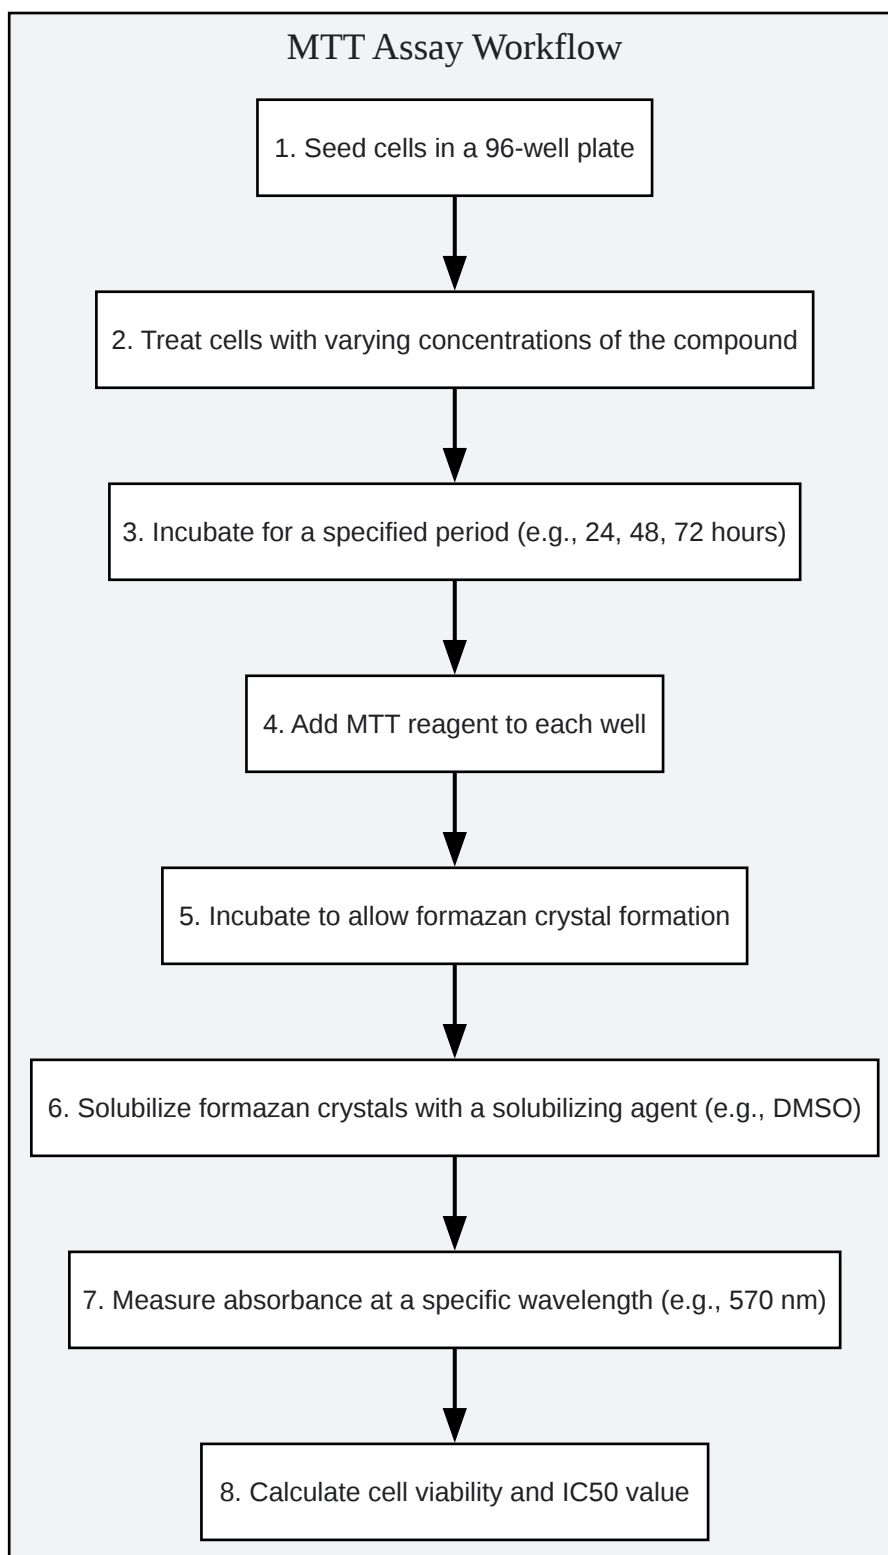 MTT Assay Workflow
1. Seed cells in a 96-well plate
2. Treat cells with varying concentrations of the compound
3. Incubate for a specified period (e.g., 24, 48, 72 hours)
4. Add MTT reagent to each well
5. Incubate to allow formazan crystal formation
6. Solubilize formazan crystals with a solubilizing agent (e.g., DMSO)
7. Measure absorbance at a specific wavelength (e.g., 570 nm)
8. Calculate cell viability and IC50 value